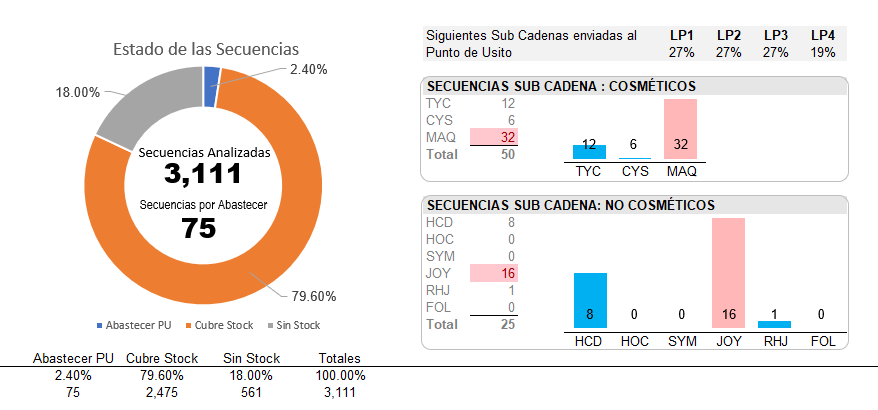 Estado de las Secuencias
2.40%
18.00%
Secuencias Analizadas
3,111
Secuencias por Abastecer
75
79.60%
Abastecer PU Cubre Stock Sin Stock
Abastecer PU Cubre Stock Sin Stock Totales
2.40% 79.60% 18.00% 100.00%
75 2,475 561 3,111
Siguientes Sub Cadenas enviadas al LP1 LP2 LP3 LP4
Punto de Usito 27% 27% 27% 19%
SECUENCIAS SUB CADENA : COSMÉTICOS
TYC 12
CYS 6
MAQ 32
Total 50
12 6 32
TYC CYS MAQ
SECUENCIAS SUB CADENA: NO COSMÉTICOS
HCD 8
HOC 0
SYM 0
JOY 16
RHJ 1
FOL 0
Total 25
8 0 0 16 1 0
HCD HOC SYM JOY RHJ FOL